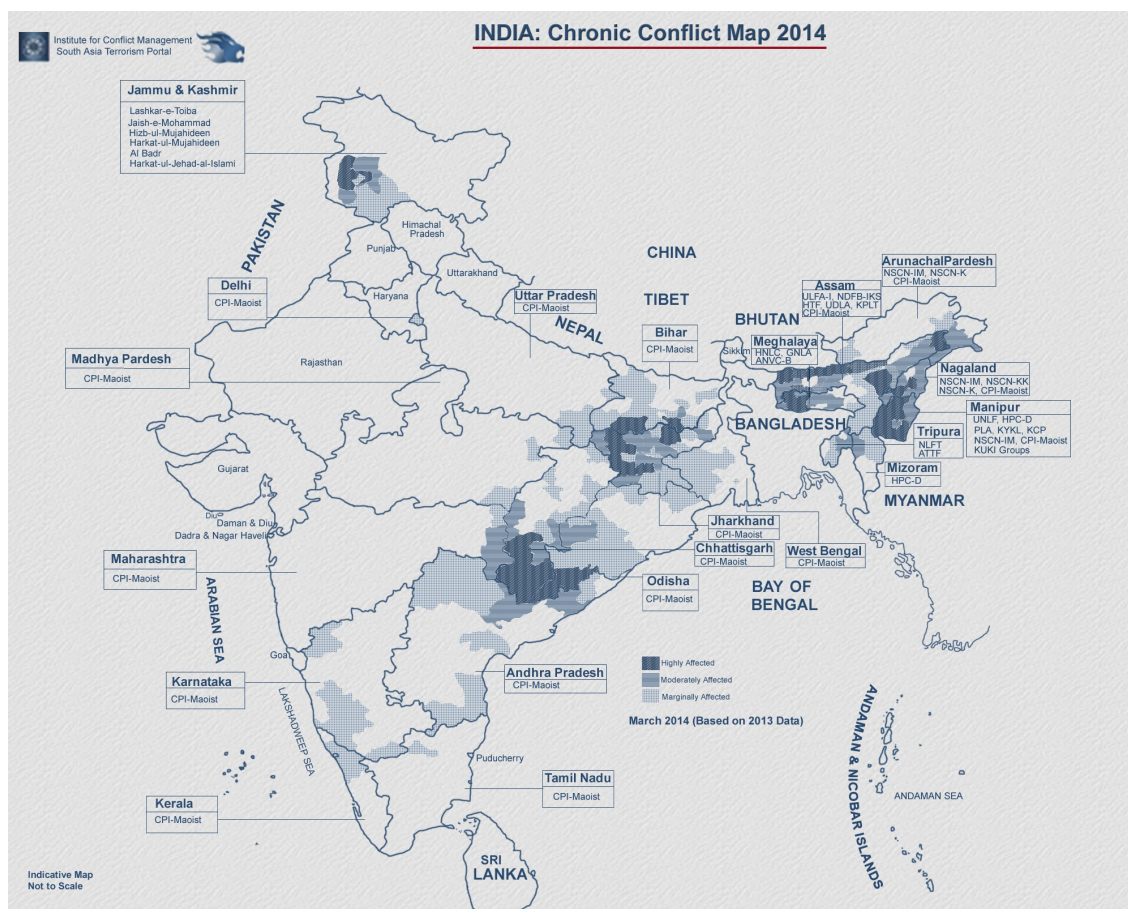 INDIA: Chronic Conflict Map 2014
Institute for Conflict Management
South Asia Terrorism Portal
Jammu & Kashmir
Lashkar-e-Toiba
Jaish-e-Mohammad
Hizb-ul-Mujahideen
Harkat-ul-Mujahideen
Al Badr
Harkat-ul-Jehad-al-Islami
PAKISTAN
Himachal
Pradesh
Punjab
Uttarakhand
Haryana
Delhi
CPI-Maoist
Uttar Pradesh
CPI-Maoist
CHINA
TIBET
NEPAL
BHUTAN
Sikkim
Bihar
CPI-Maoist
ArunachalPardesh
NSCN-IM, NSCN-K
CPI-Maoist
Assam
ULFA-I, NDFB-IKS
HTF, UDLA, KPLT
CPI-Maoist
Meghalaya
HNLC, GNLA
ANVC-B
Madhya Pardesh
CPI-Maoist
Rajasthan
Nagaland
NSCN-IM, NSCN-KK
NSCN-K, CPI-Maoist
Manipur
UNLF, HPC-D
PLA, KYKL, KCP
NSCN-IM, CPI-Maoist
KUKI Groups
BANGLADESH
Tripura
NLFT
ATTF
Mizoram
HPC-D
MYANMAR
Gujarat
Diu
Daman & Diu
Dadra & Nagar Haveli
Jharkhand
CPI-Maoist
Chhattisgarh
CPI-Maoist
West Bengal
CPI-Maoist
Maharashtra
CPI-Maoist
Odisha
CPI-Maoist
BAY OF
BENGAL
ARABIAN SEA
Goa
Karnataka
CPI-Maoist
Andhra Pradesh
CPI-Maoist
Highly Affected
Moderately Affected
Marginally Affected
March 2014 (Based on 2013 Data)
LAKSHADWEEP SEA
Puducherry
Tamil Nadu
CPI-Maoist
Kerala
CPI-Maoist
ANDAMAN & NICOBAR ISLANDS
ANDAMAN SEA
SRI
LANKA
Indicative Map
Not to Scale